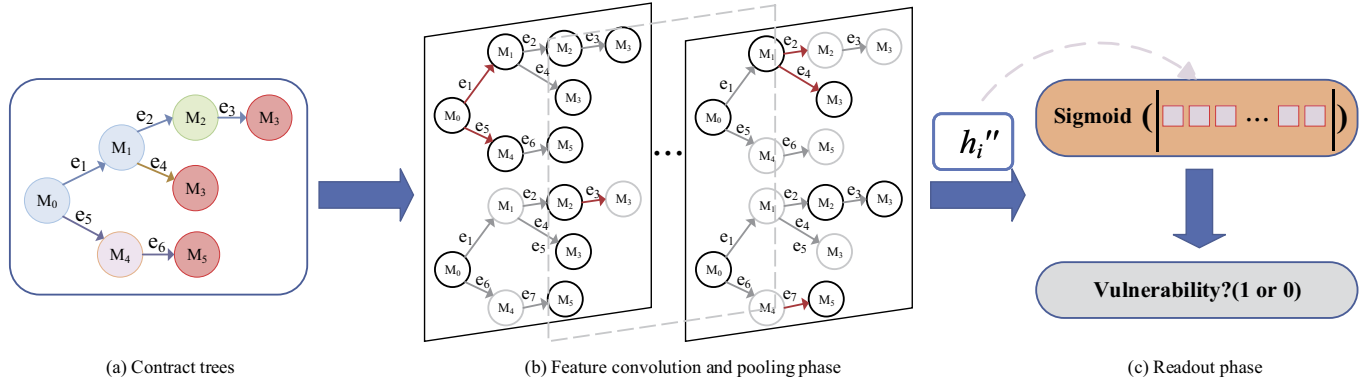 M0
e1
M1
e2
M2
e3
M3
e4
M3
e5
M4
e6
M5
M0
e1
M1
e2
M2
e3
M3
e4
M3
e5
M4
e6
M5
M0
e1
M1
e2
M2
e3
M3
e4
e5
M3
e6
M4
e7
M5
...
M0
e1
M1
e2
M2
e3
M3
e4
M3
e5
M4
e6
M5
M0
e1
M1
e2
M2
e3
M3
e4
e5
M3
e6
M4
e7
M5
hi''
Sigmoid (| ... |)
Vulnerability?(1 or 0)
(a) Contract trees
(b) Feature convolution and pooling phase
(c) Readout phase